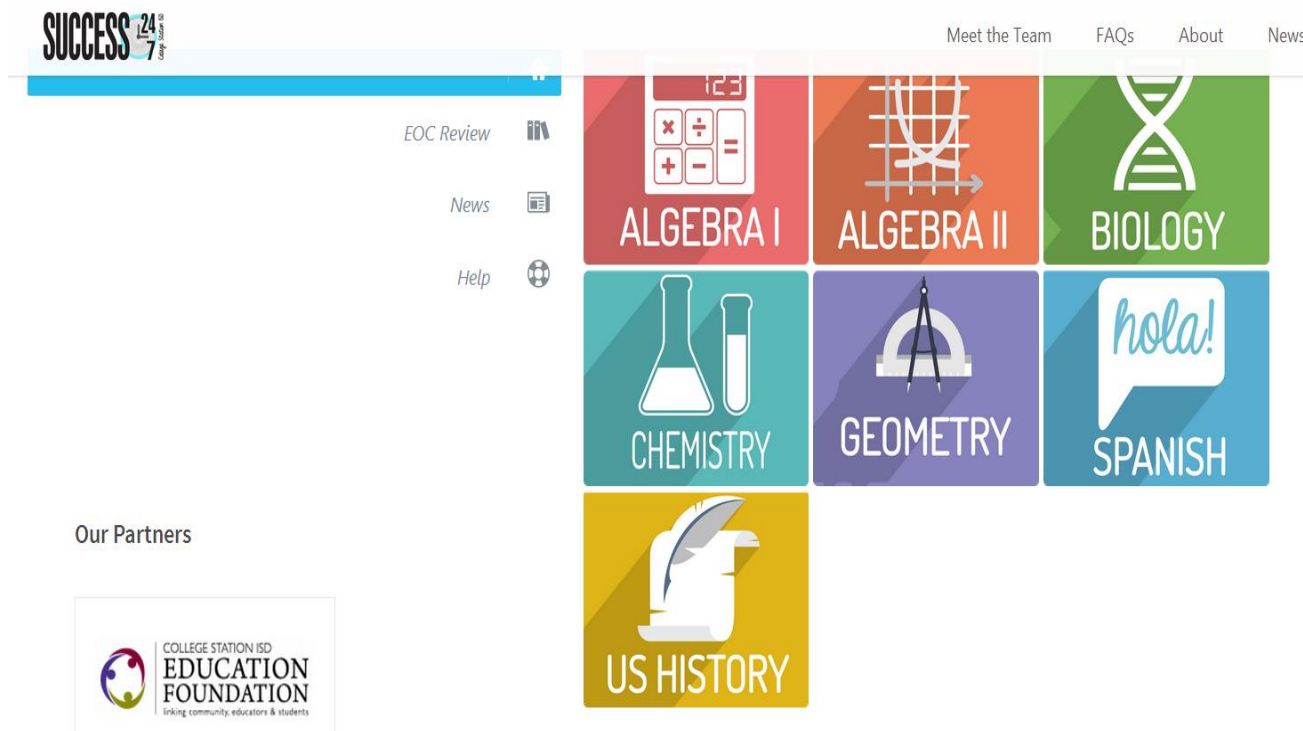 SUCCESS 24
7
College Station ISD
Meet the Team FAQs About News
123
EOC Review
News
Help
ALGEBRA I
ALGEBRA II
BIOLOGY
CHEMISTRY
GEOMETRY
hola!
SPANISH
US HISTORY
Our Partners
COLLEGE STATION ISD
EDUCATION
FOUNDATION
linking community, educators & students